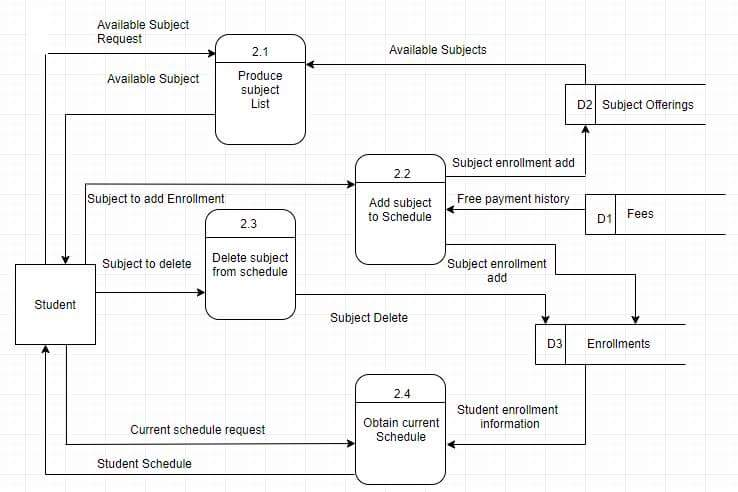 Available Subject
Request
2.1
Available Subjects
Available Subject
Produce
subject
List
D2 Subject Offerings
Subject enrollment add
2.2
Subject to add Enrollment
Add subject
to Schedule
Free payment history
D1 Fees
2.3
Subject to delete
Delete subject
from schedule
Subject enrollment
add
Student
Subject Delete
D3 Enrollments
2.4
Obtain current
Schedule
Student enrollment
information
Current schedule request
Student Schedule